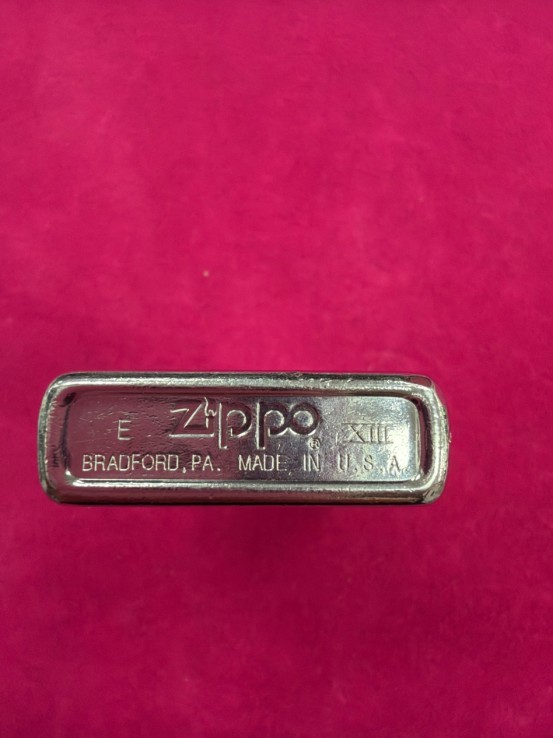 E Zippo ® XIII
BRADFORD, PA. MADE IN U.S.A.